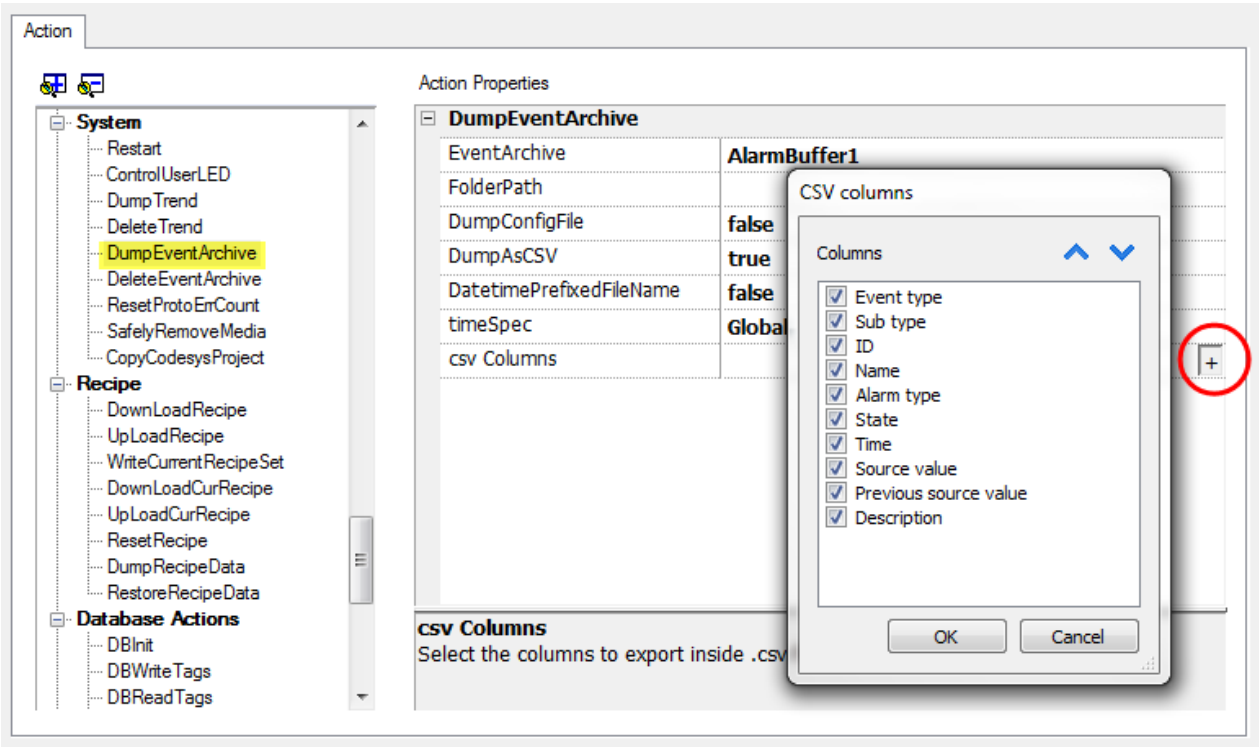 Action
System
Restart
ControlUserLED
DumpTrend
DeleteTrend
DumpEventArchive
DeleteEventArchive
ResetProtoErrCount
SafelyRemoveMedia
CopyCodesysProject
Recipe
DownLoadRecipe
UpLoadRecipe
WriteCurrentRecipeSet
DownLoadCurRecipe
UpLoadCurRecipe
ResetRecipe
DumpRecipeData
RestoreRecipeData
Database Actions
DBInit
DBWriteTags
DBReadTags
Action Properties
DumpEventArchive
EventArchive AlarmBuffer1
FolderPath
DumpConfigFile false
DumpAsCSV true
DatetimePrefixedFileName false
timeSpec Global
csv Columns +
csv Columns
Select the columns to export inside .csv
CSV columns
Columns
Event type
Sub type
ID
Name
Alarm type
State
Time
Source value
Previous source value
Description
OK Cancel